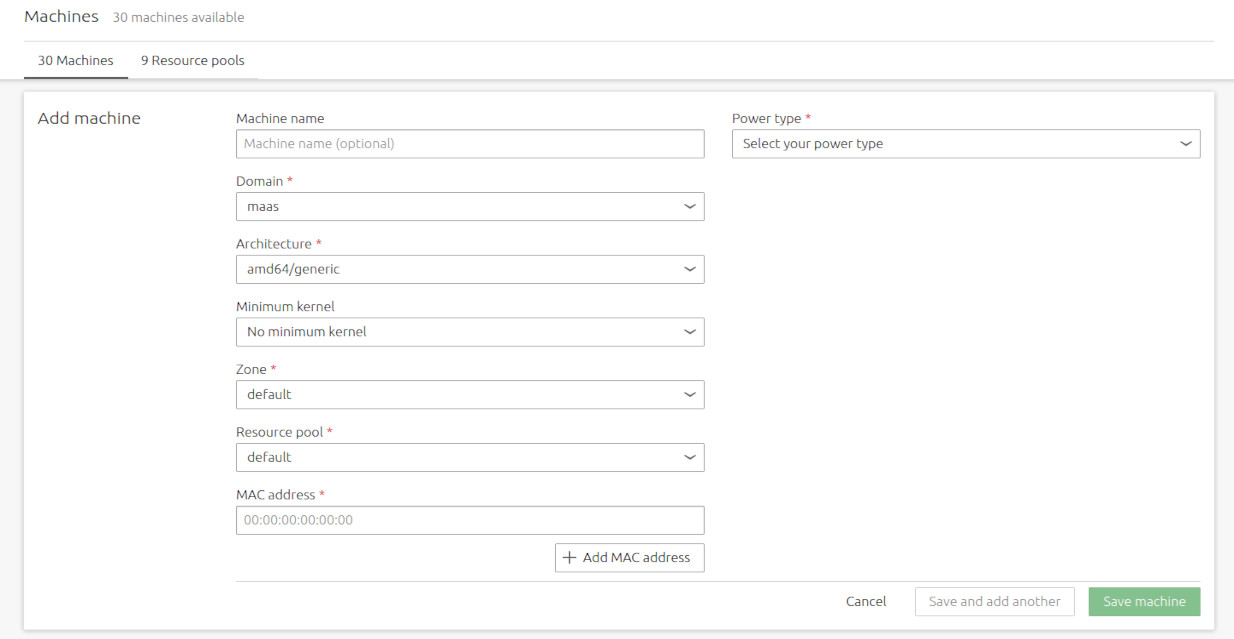 Machines 30 machines available
30 Machines 9 Resource pools
Add machine
Machine name
Machine name (optional)
Domain *
maas
Architecture *
amd64/generic
Minimum kernel
No minimum kernel
Zone *
default
Resource pool *
default
MAC address *
00:00:00:00:00:00
+ Add MAC address
Power type *
Select your power type
Cancel Save and add another Save machine